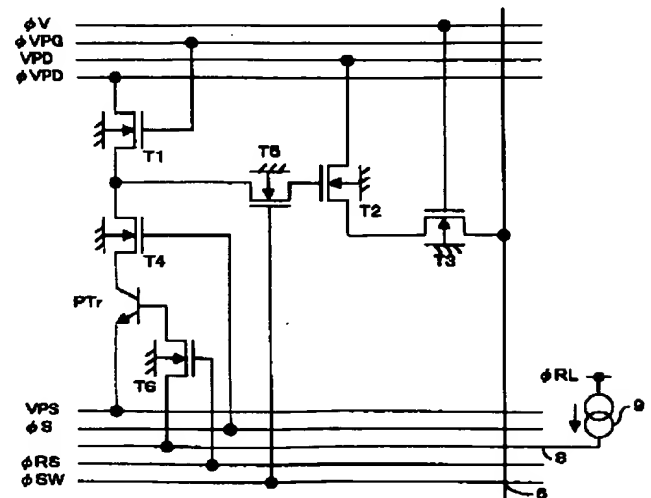 φV
φVPG
VPD
φVPD
T1
T5
T2
T3
T4
PTr
T6
φRL
9
VPS
φS
8
φRS
φSW
6